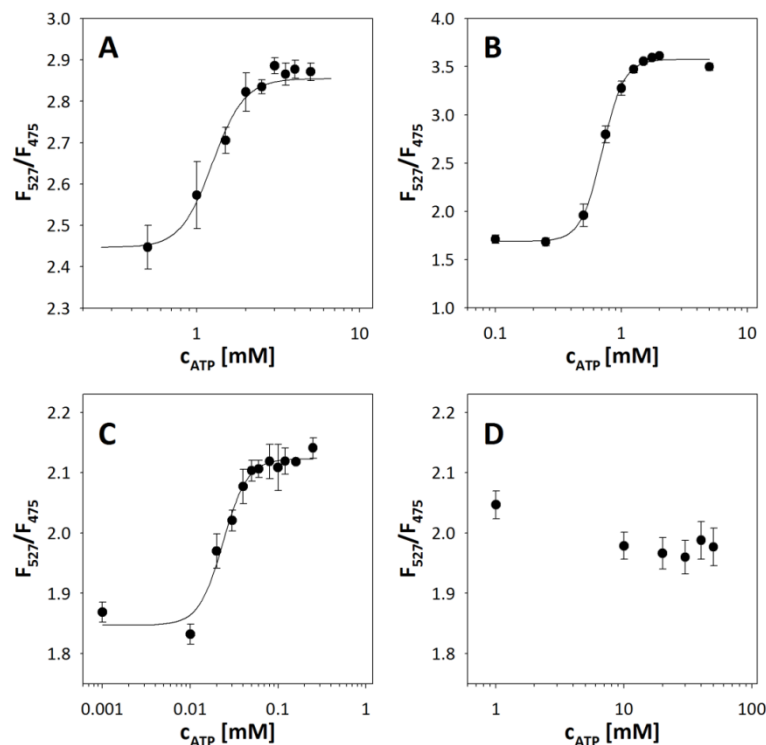 A
3.0
2.9
2.8
2.7
2.6
2.5
2.4
2.3
F527/F475
1 10
cATP [mM]
B
4.0
3.5
3.0
2.5
2.0
1.5
1.0
F527/F475
0.1 1 10
cATP [mM]
C
2.2
2.1
2.0
1.9
1.8
F527/F475
0.001 0.01 0.1 1
cATP [mM]
D
2.2
2.1
2.0
1.9
1.8
F527/F475
1 10 100
cATP [mM]